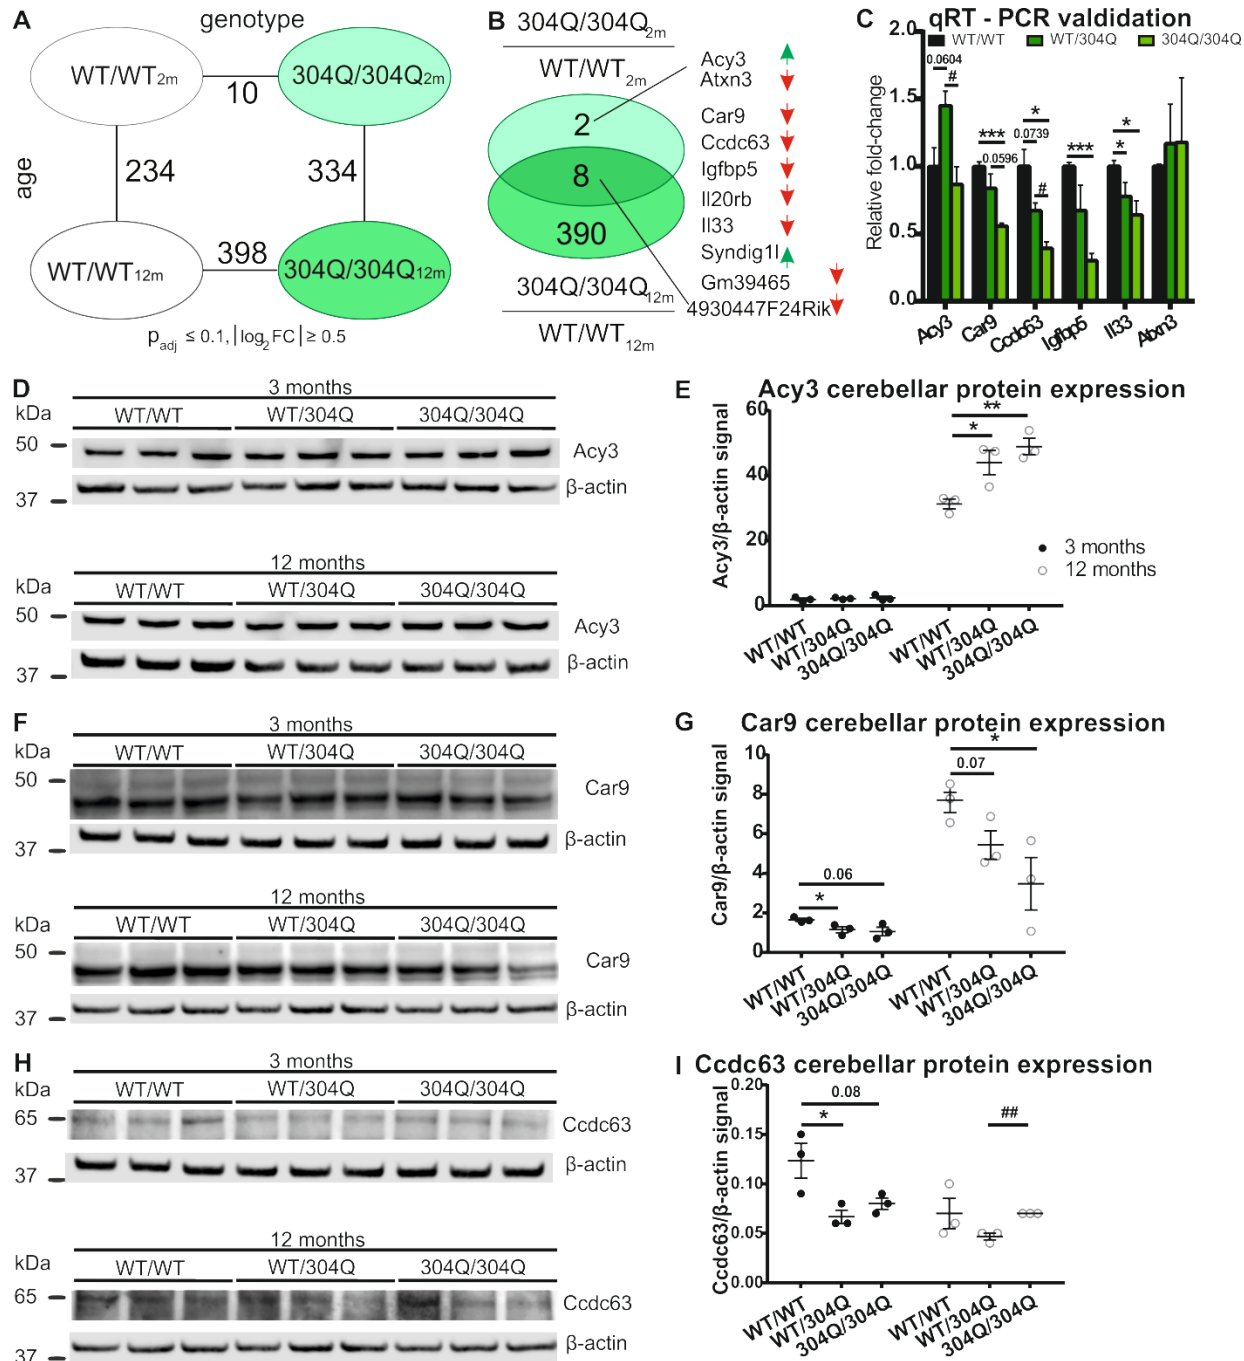 A
genotype
WT/WT2m
304Q/304Q2m
10
age
234
334
398
WT/WT12m
304Q/304Q12m
padj ≤ 0.1, |log2 FC| ≥ 0.5
B
304Q/304Q2m
WT/WT2m
2
8
390
304Q/304Q12m
WT/WT12m
Acy3
Atxn3
Car9
Ccdc63
Igfbp5
Il20rb
Il33
Syndig1l
Gm39465
4930447F24Rik
C
qRT - PCR valdidation
WT/WT
WT/304Q
304Q/304Q
Relative fold-change
2.0
1.5
1.0
0.5
0.0
0.0604
#
***
0.0596
*
0.0739
#
***
*
*
Acy3
Car9
Ccdc63
Igfbp5
Il33
Atxn3
D
3 months
kDa
WT/WT
WT/304Q
304Q/304Q
50
Acy3
37
β-actin
12 months
kDa
WT/WT
WT/304Q
304Q/304Q
50
Acy3
37
β-actin
E
Acy3 cerebellar protein expression
Acy3/β-actin signal
60
40
20
0
**
*
3 months
12 months
WT/WT
WT/304Q
304Q/304Q
WT/WT
WT/304Q
304Q/304Q
F
3 months
kDa
WT/WT
WT/304Q
304Q/304Q
50
Car9
37
β-actin
12 months
kDa
WT/WT
WT/304Q
304Q/304Q
50
Car9
37
β-actin
G
Car9 cerebellar protein expression
Car9/β-actin signal
10
8
6
4
2
0
*
0.07
0.06
*
WT/WT
WT/304Q
304Q/304Q
WT/WT
WT/304Q
304Q/304Q
H
3 months
kDa
WT/WT
WT/304Q
304Q/304Q
65
Ccdc63
37
β-actin
12 months
kDa
WT/WT
WT/304Q
304Q/304Q
65
Ccdc63
37
β-actin
I
Ccdc63 cerebellar protein expression
Ccdc63/β-actin signal
0.20
0.15
0.10
0.05
0.00
0.08
*
##
WT/WT
WT/304Q
304Q/304Q
WT/WT
WT/304Q
304Q/304Q